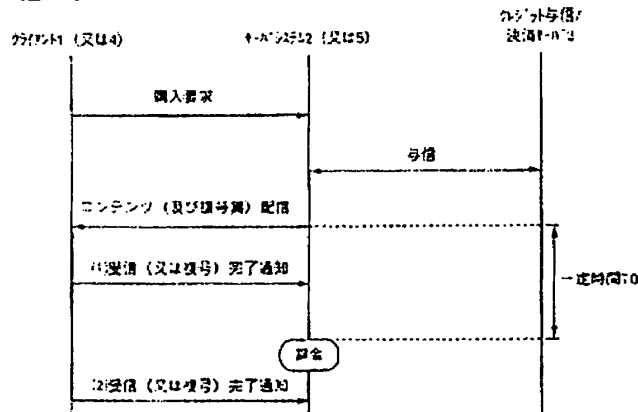 クライアント1 (又は4)
サーバシステム2 (又は5)
クレジット与信/
決済サーバ
購入要求
与信
コンテンツ (及び復号鍵) 配信
(1)受信 (又は復号) 完了通知
一定時間T0
課金
(2)受信 (又は復号) 完了通知